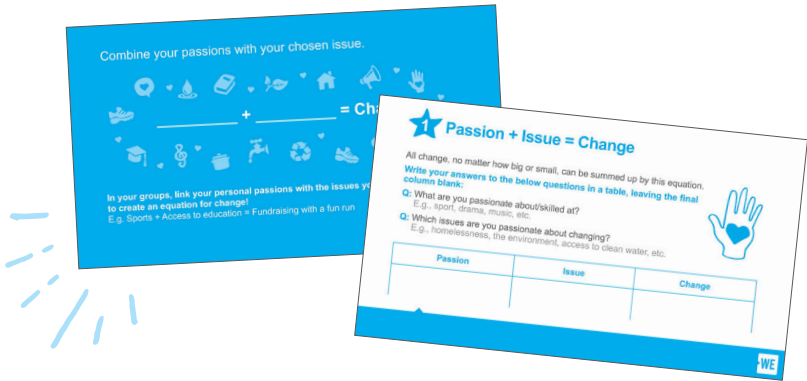 Combine your passions with your chosen issue.
+ = Cha
In your groups, link your personal passions with the issues yo
to create an equation for change!
E.g. Sports + Access to education = Fundraising with a fun run
1 Passion + Issue = Change
All change, no matter how big or small, can be summed up by this equation.
Write your answers to the below questions in a table, leaving the final
column blank:
Q: What are you passionate about/skilled at?
E.g., sport, drama, music, etc.
Q: Which issues are you passionate about changing?
E.g., homelessness, the environment, access to clean water, etc.
Passion Issue Change
WE